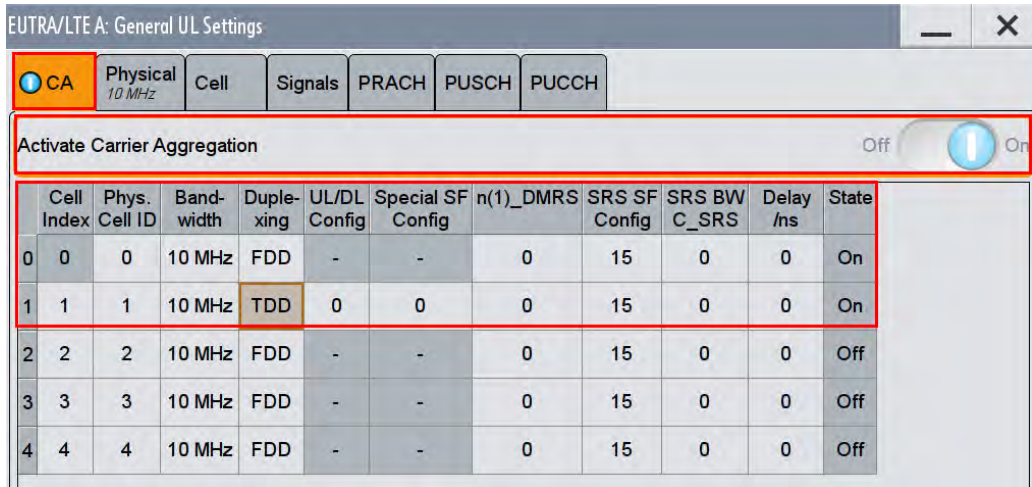 EUTRA/LTE A: General UL Settings
CA Physical 10 MHz Cell Signals PRACH PUSCH PUCCH
Activate Carrier Aggregation Off On
Cell Index Phys. Cell ID Band-width Duple-xing UL/DL Config Special SF Config n(1)_DMRS SRS SF Config SRS BW C_SRS Delay /ns State
0 0 0 10 MHz FDD - - 0 15 0 0 On
1 1 1 10 MHz TDD 0 0 0 15 0 0 On
2 2 2 10 MHz FDD - - 0 15 0 0 Off
3 3 3 10 MHz FDD - - 0 15 0 0 Off
4 4 4 10 MHz FDD - - 0 15 0 0 Off